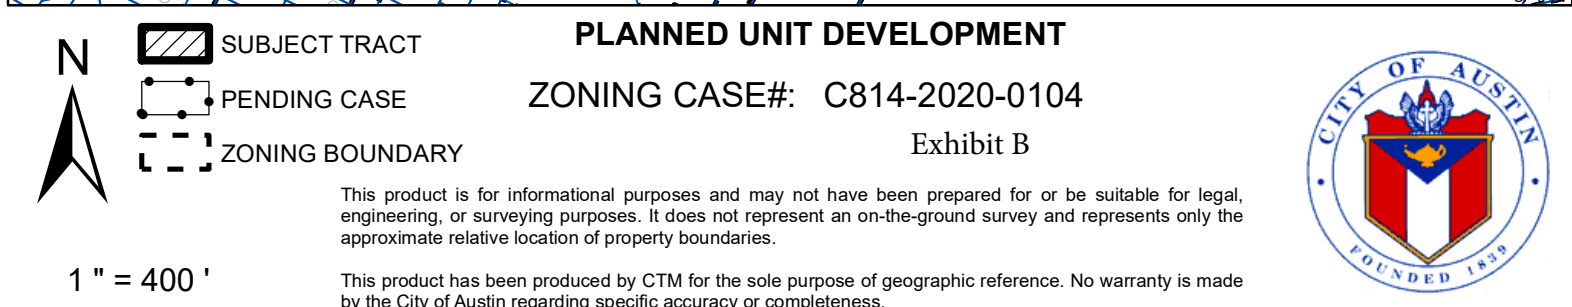 PLANNED UNIT DEVELOPMENT
N
SUBJECT TRACT
PENDING CASE
ZONING BOUNDARY
ZONING CASE#: C814-2020-0104
Exhibit B
This product is for informational purposes and may not have been prepared for or be suitable for legal,
engineering, or surveying purposes. It does not represent an on-the-ground survey and represents only the
approximate relative location of property boundaries.
1 " = 400 '
This product has been produced by CTM for the sole purpose of geographic reference. No warranty is made
by the City of Austin regarding specific accuracy or completeness.
CITY OF AUSTIN
FOUNDED 1839